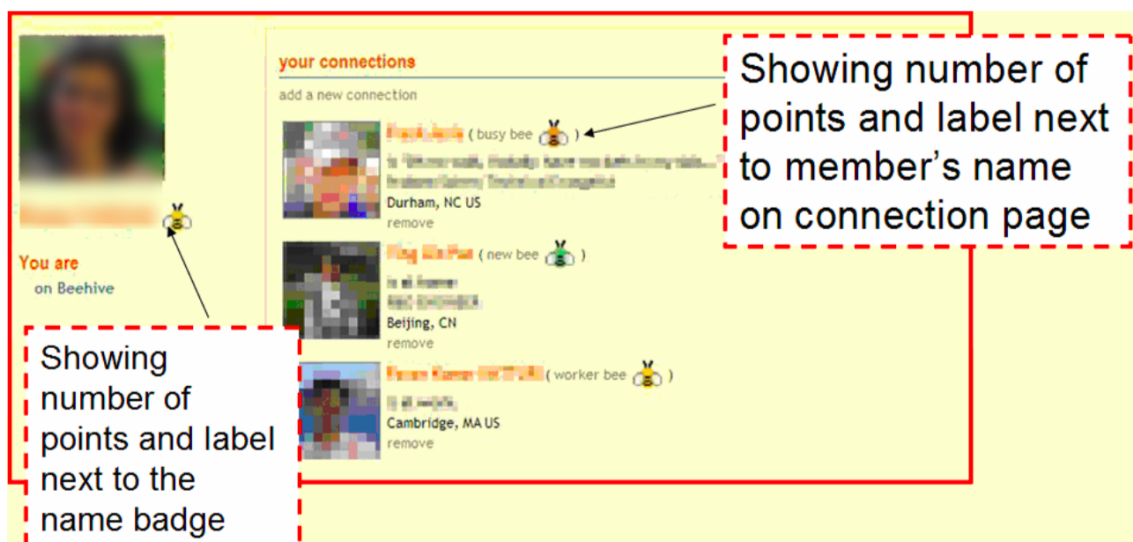 your connections
add a new connection
( busy bee )
Durham, NC US
remove
( new bee )
Beijing, CN
remove
( worker bee )
Cambridge, MA US
remove
You are
on Beehive
Showing number of
points and label next
to member's name
on connection page
Showing
number of
points and label
next to the
name badge